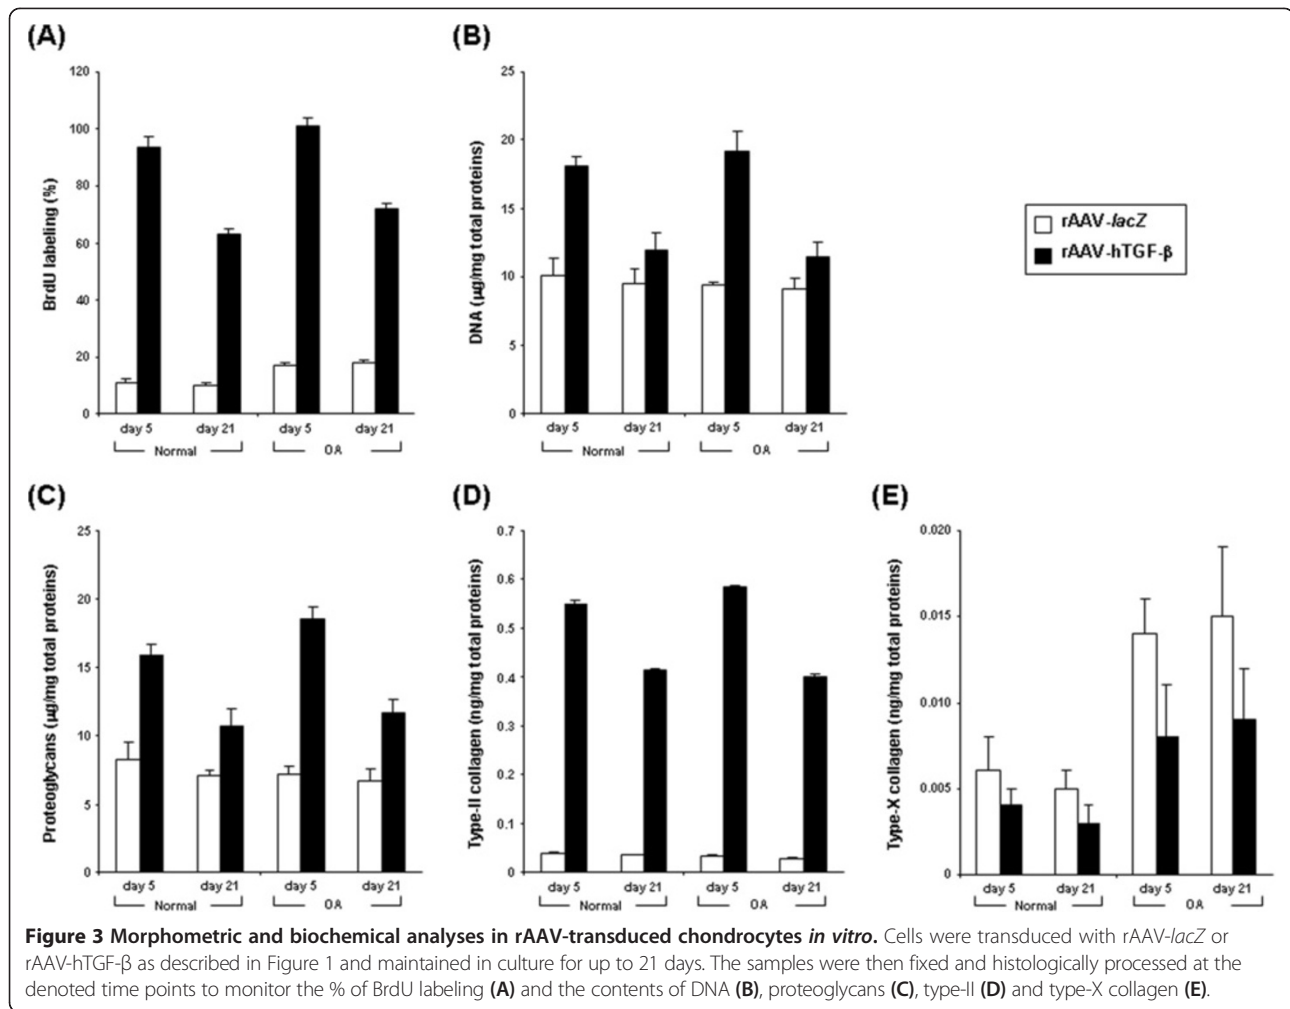 (A)
120
100
80
60
40
20
0
BrdU labeling (%)
day 5 day 21 day 5 day 21
Normal OA
(B)
25
20
15
10
5
0
DNA (µg/mg total proteins)
day 5 day 21 day 5 day 21
Normal OA
rAAV-lacZ
rAAV-hTGF-β
(C)
25
20
15
10
5
0
Proteoglycans (µg/mg total proteins)
day 5 day 21 day 5 day 21
Normal OA
(D)
0.7
0.6
0.5
0.4
0.3
0.2
0.1
0
Type-II collagen (ng/mg total proteins)
day 5 day 21 day 5 day 21
Normal OA
(E)
0.020
0.015
0.010
0.005
0.000
Type-X collagen (ng/mg total proteins)
day 5 day 21 day 5 day 21
Normal OA
Figure 3 Morphometric and biochemical analyses in rAAV-transduced chondrocytes in vitro. Cells were transduced with rAAV-lacZ or
rAAV-hTGF-β as described in Figure 1 and maintained in culture for up to 21 days. The samples were then fixed and histologically processed at the
denoted time points to monitor the % of BrdU labeling (A) and the contents of DNA (B), proteoglycans (C), type-II (D) and type-X collagen (E).